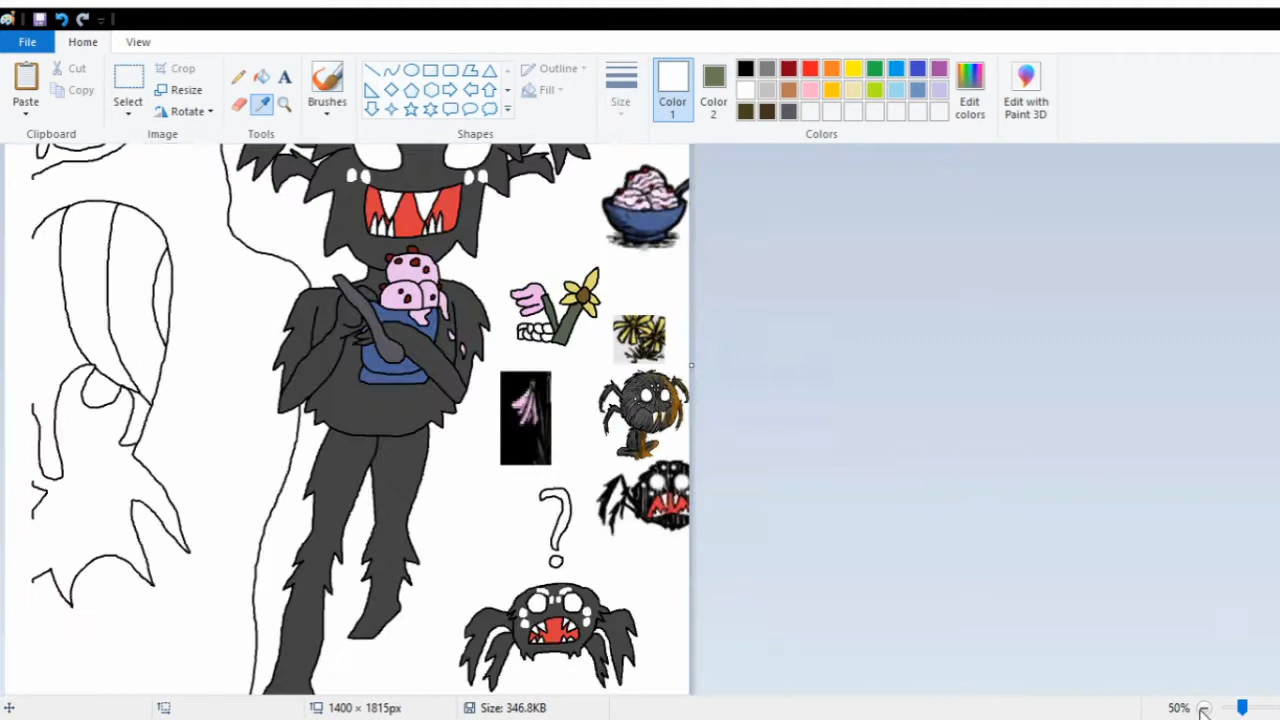 File Home View
Paste Cut Copy
Clipboard
Select Crop Resize Rotate
Image
A
Tools
Brushes
Outline Fill
Shapes
Size
Color 1
Color 2
Edit colors
Colors
Edit with Paint 3D
?
1400 × 1815px
Size: 346.8KB
50%